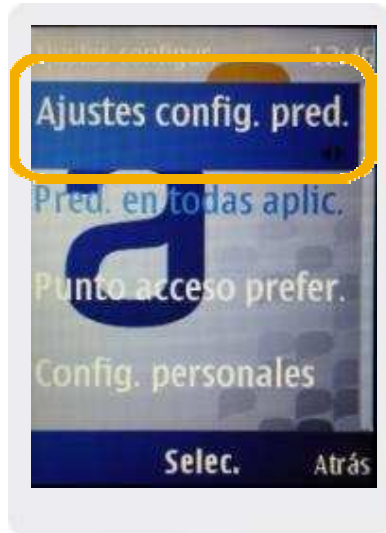 Ajustes config. pred.
Pred. en todas aplic.
Punto acceso prefer.
Config. personales
Selec.
Atrás